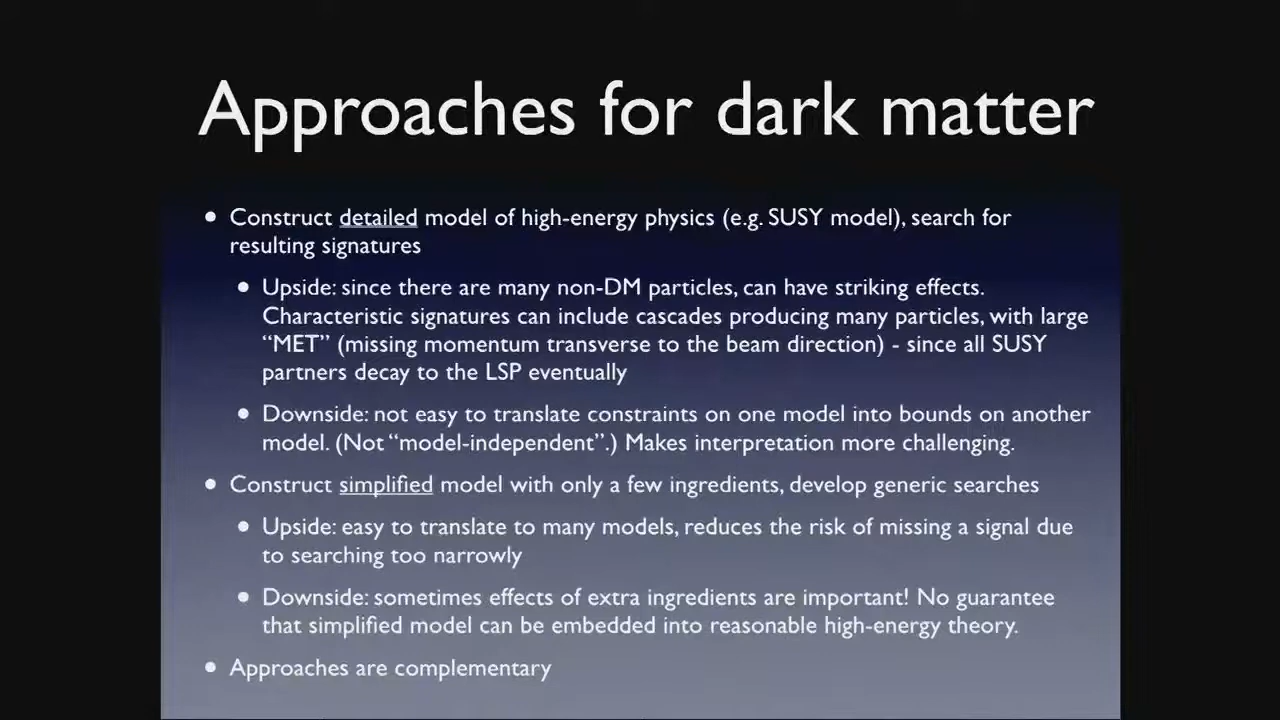 Approaches for dark matter
• Construct detailed model of high-energy physics (e.g. SUSY model), search for
resulting signatures
• Upside: since there are many non-DM particles, can have striking effects.
Characteristic signatures can include cascades producing many particles, with large
“MET” (missing momentum transverse to the beam direction) - since all SUSY
partners decay to the LSP eventually
• Downside: not easy to translate constraints on one model into bounds on another
model. (Not “model-independent”.) Makes interpretation more challenging.
• Construct simplified model with only a few ingredients, develop generic searches
• Upside: easy to translate to many models, reduces the risk of missing a signal due
to searching too narrowly
• Downside: sometimes effects of extra ingredients are important! No guarantee
that simplified model can be embedded into reasonable high-energy theory.
• Approaches are complementary